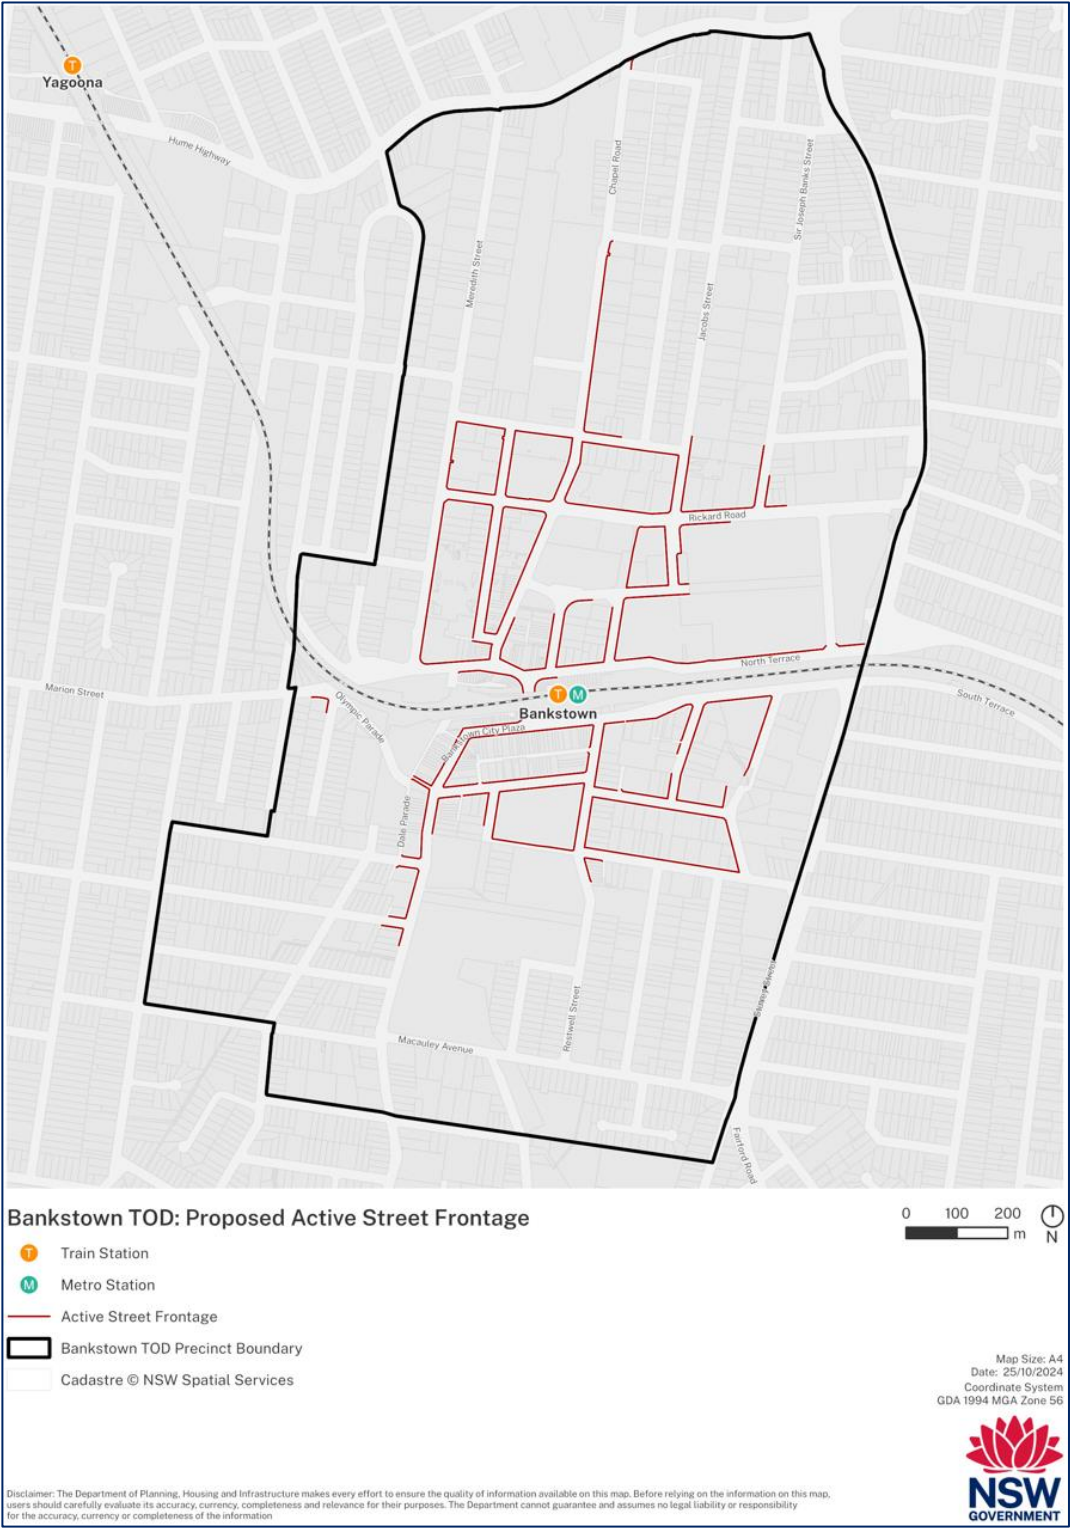 T
Yagoona
Hume Highway
Chapel Road
Sir Joseph Banks Street
Meredith Street
Jacobs Street
Rickard Road
North Terrace
Marion Street
Olympic Parade
T M
Bankstown
South Terrace
Bankstown City Plaza
Dale Parade
Restwell Street
Macauley Avenue
Fairford Road
Bankstown TOD: Proposed Active Street Frontage
0 100 200
m
N
T Train Station
M Metro Station
Active Street Frontage
Bankstown TOD Precinct Boundary
Cadastre © NSW Spatial Services
Map Size: A4
Date: 25/10/2024
Coordinate System
GDA 1994 MGA Zone 56
Disclaimer: The Department of Planning, Housing and Infrastructure makes every effort to ensure the quality of information available on this map. Before relying on the information on this map,
users should carefully evaluate its accuracy, currency, completeness and relevance for their purposes. The Department cannot guarantee and assumes no legal liability or responsibility
for the accuracy, currency or completeness of the information
NSW
GOVERNMENT